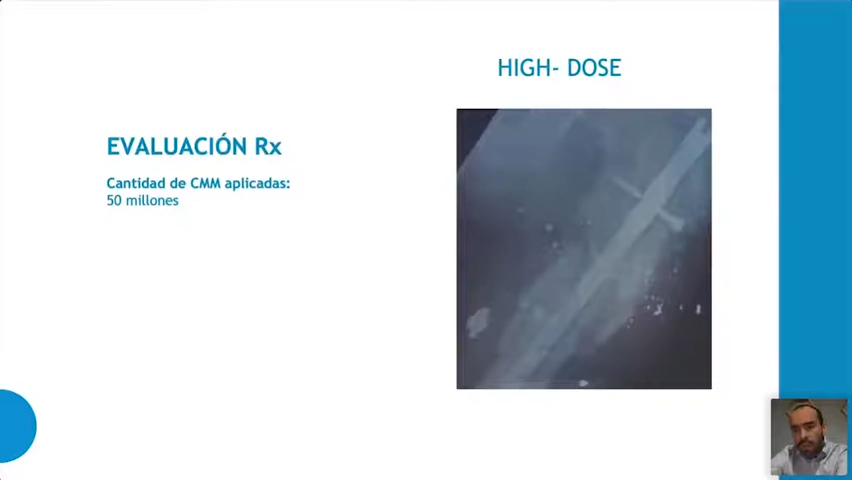 HIGH- DOSE
EVALUACIÓN Rx
Cantidad de CMM aplicadas:
50 millones